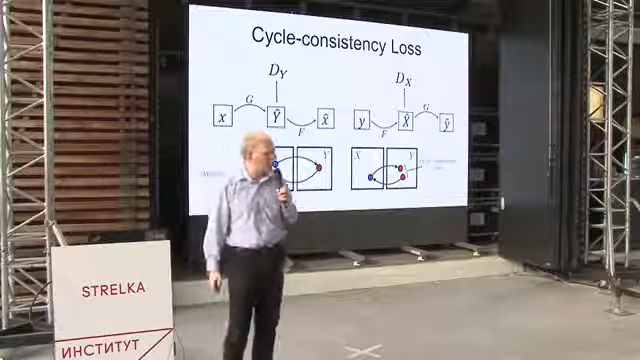 Cycle-consistency Loss
D_Y
D_X
x G Ŷ F x̂
y F X̂ G ŷ
Y
X Y
STRELKA
ИНСТИТУТ